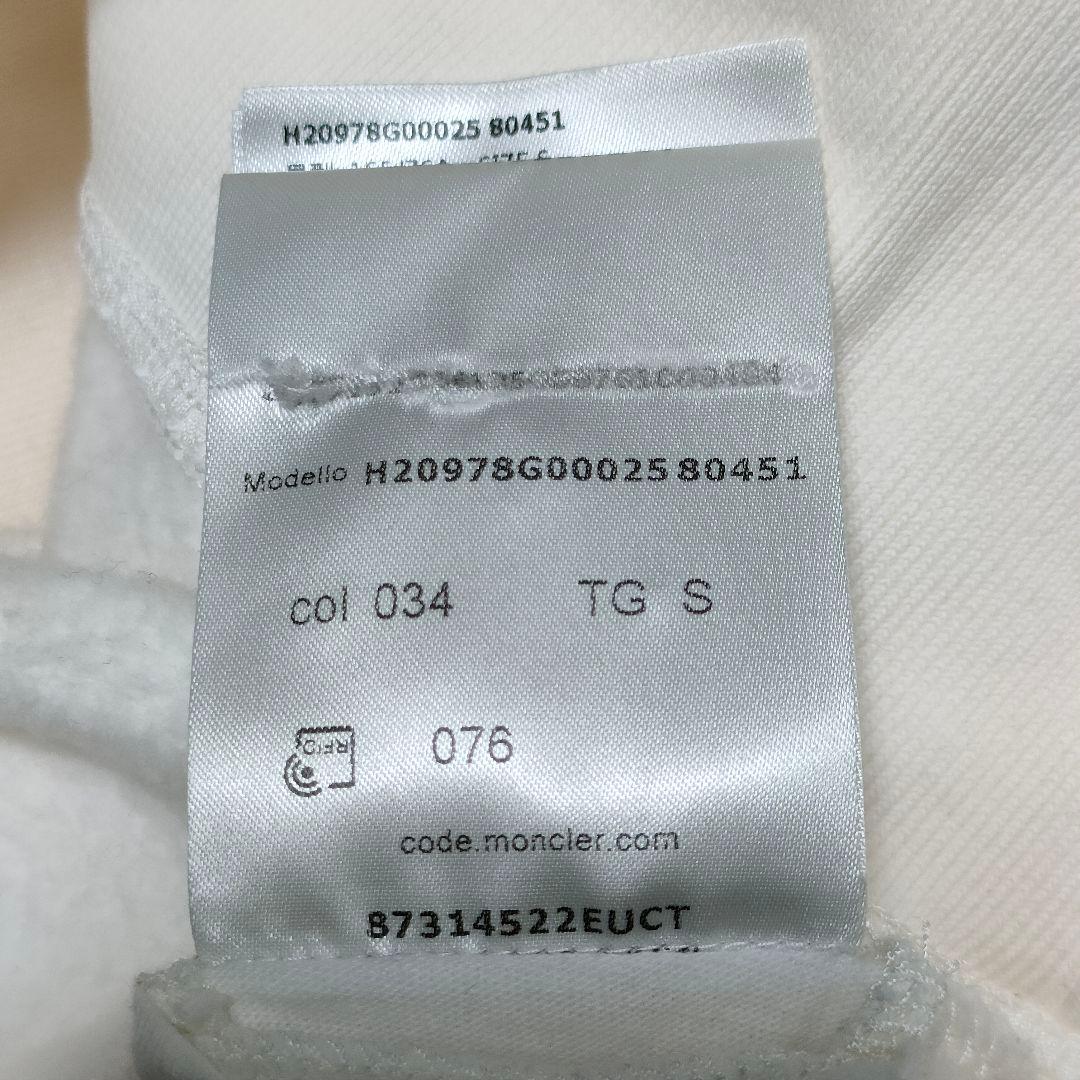 H20978G00025 80451
Modello H20978G00025 80451
col 034 TG S
RFID 076
code.moncler.com
87314522EUCT